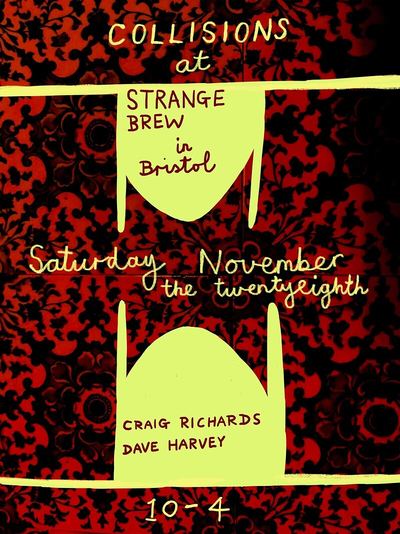 COLLISIONS
at
STRANGE
BREW
in
Bristol
Saturday November
the twentyeighth
CRAIG RICHARDS
DAVE HARVEY
10-4